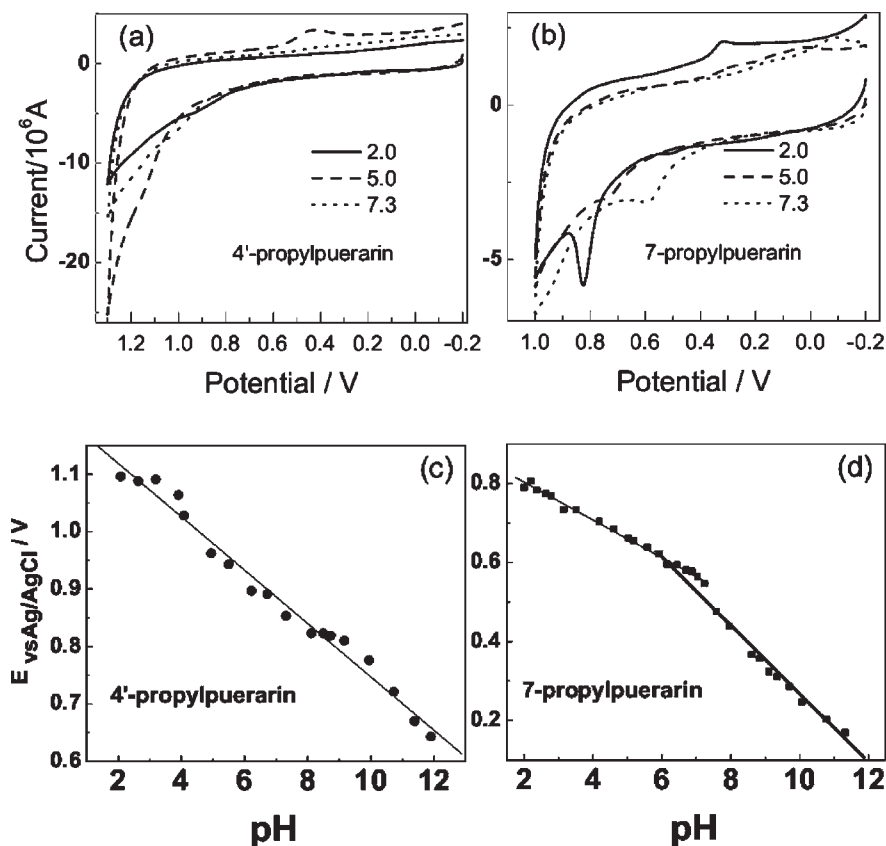 (a)
Current/10⁶A
0
-10
-20
2.0
5.0
7.3
4'-propylpuerarin
1.2 1.0 0.8 0.6 0.4 0.2 0.0 -0.2
Potential / V
(b)
0
-5
2.0
5.0
7.3
7-propylpuerarin
1.0 0.8 0.6 0.4 0.2 0.0 -0.2
Potential / V
(c)
E vsAg/AgCl / V
1.1
1.0
0.9
0.8
0.7
0.6
4'-propylpuerarin
2 4 6 8 10 12
pH
(d)
0.8
0.6
0.4
0.2
7-propylpuerarin
2 4 6 8 10 12
pH